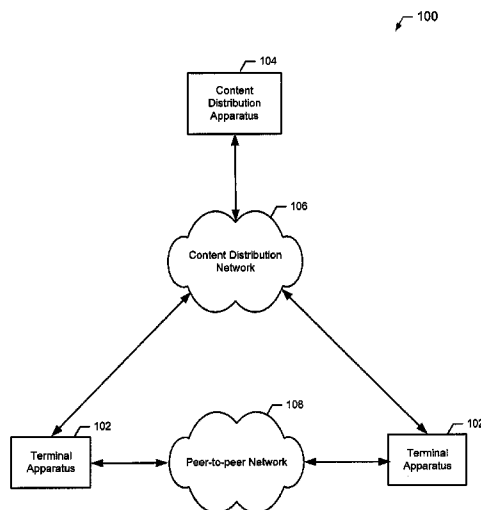 100
104
Content
Distribution
Apparatus
106
Content Distribution
Network
108
102
102
Terminal
Apparatus
Peer-to-peer Network
Terminal
Apparatus